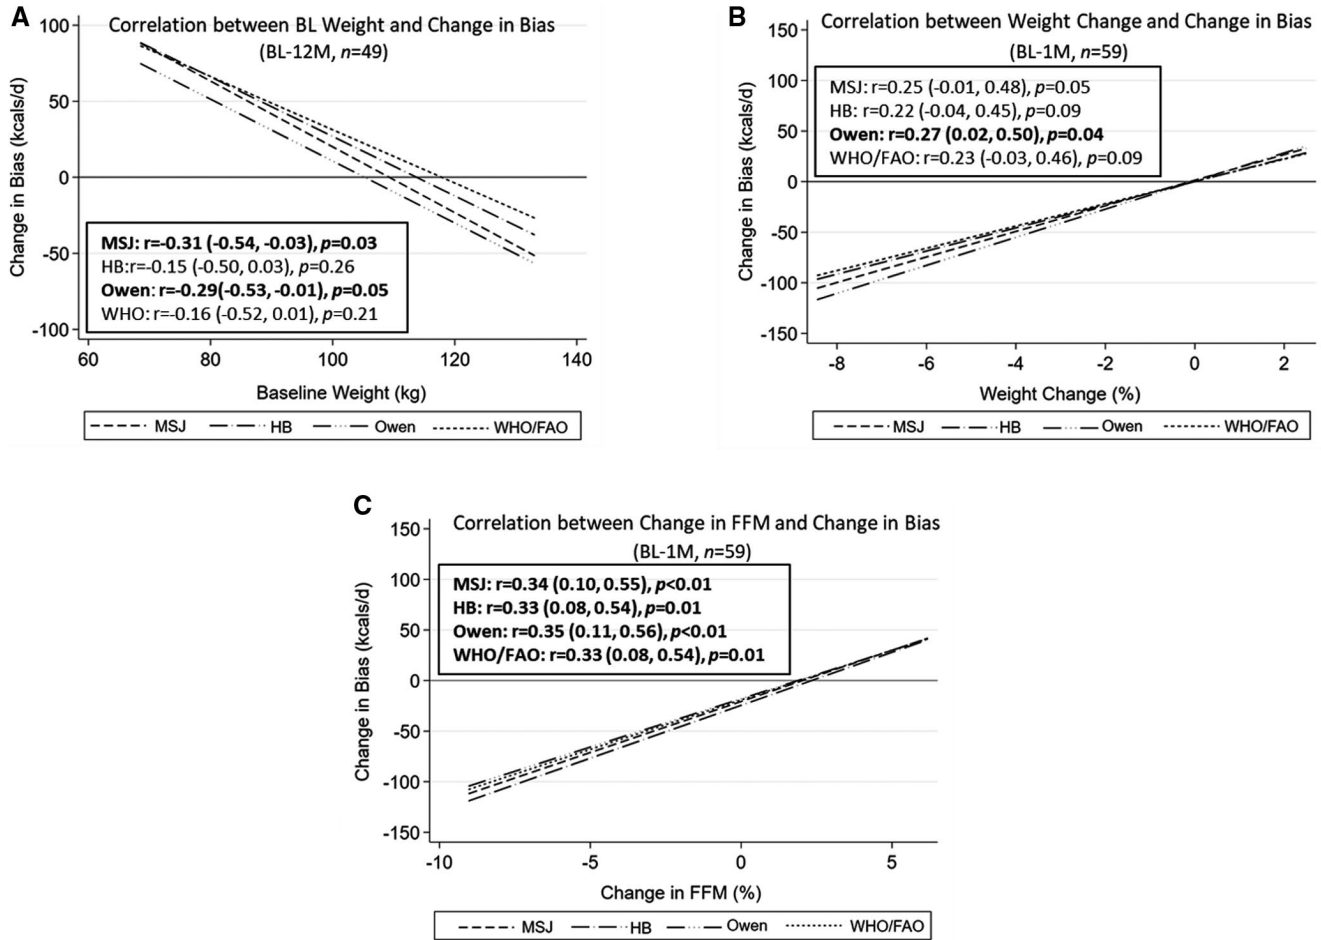 A
Correlation between BL Weight and Change in Bias
(BL-12M, n=49)
Change in Bias (kcals/d)
100
50
0
-50
-100
MSJ: r=-0.31 (-0.54, -0.03), p=0.03
HB:r=-0.15 (-0.50, 0.03), p=0.26
Owen: r=-0.29(-0.53, -0.01), p=0.05
WHO: r=-0.16 (-0.52, 0.01), p=0.21
60 80 100 120 140
Baseline Weight (kg)
MSJ HB Owen WHO/FAO
B
Correlation between Weight Change and Change in Bias
(BL-1M, n=59)
Change in Bias (kcals/d)
150
100
50
0
-50
-100
-150
MSJ: r=0.25 (-0.01, 0.48), p=0.05
HB: r=0.22 (-0.04, 0.45), p=0.09
Owen: r=0.27 (0.02, 0.50), p=0.04
WHO/FAO: r=0.23 (-0.03, 0.46), p=0.09
-8 -6 -4 -2 0 2
Weight Change (%)
MSJ HB Owen WHO/FAO
C
Correlation between Change in FFM and Change in Bias
(BL-1M, n=59)
Change in Bias (kcals/d)
150
100
50
0
-50
-100
-150
MSJ: r=0.34 (0.10, 0.55), p<0.01
HB: r=0.33 (0.08, 0.54), p=0.01
Owen: r=0.35 (0.11, 0.56), p<0.01
WHO/FAO: r=0.33 (0.08, 0.54), p=0.01
-10 -5 0 5
Change in FFM (%)
MSJ HB Owen WHO/FAO